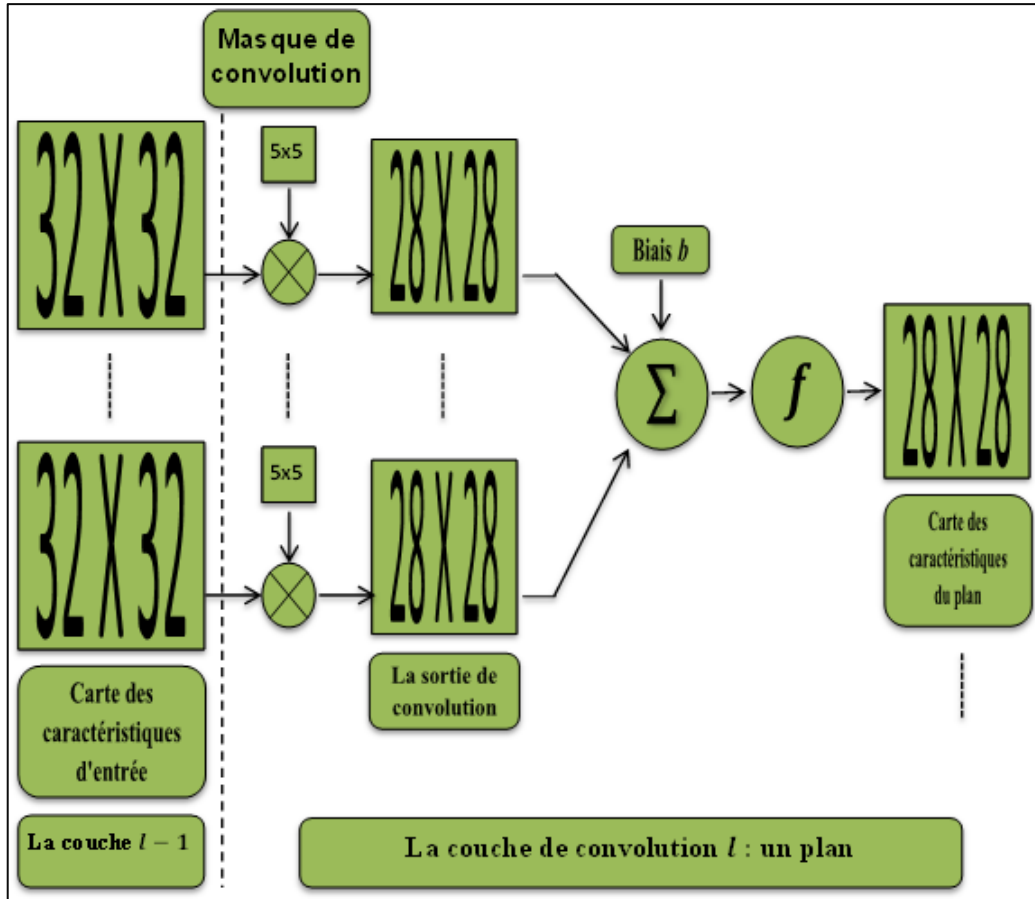 Masque de
convolution
32 X 32
5x5
28 X 28
Biais b
Σ
f
28 X 28
32 X 32
5x5
28 X 28
Carte des
caractéristiques
du plan
La sortie de
convolution
Carte des
caractéristiques
d'entrée
La couche l − 1
La couche de convolution l : un plan